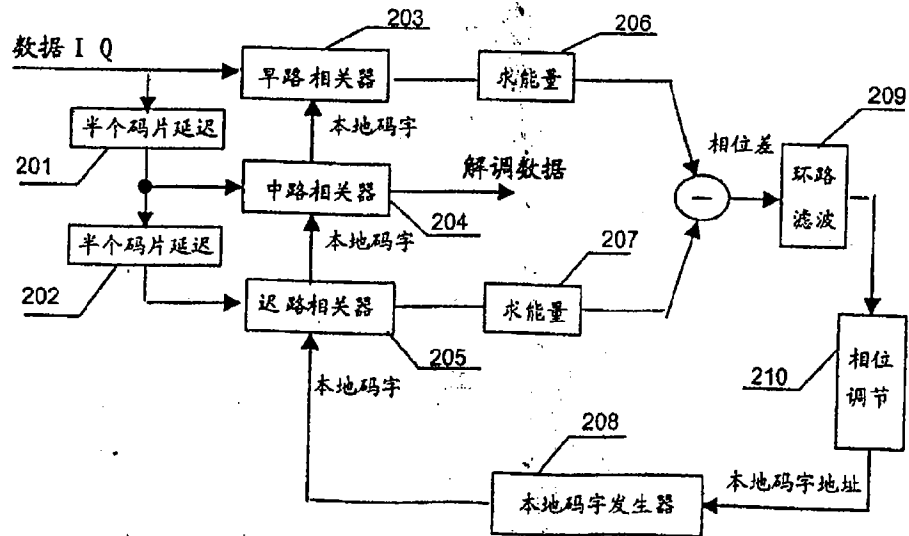 203
206
数据 I Q
早路相关器
求能量
209
半个码片延迟
本地码字
相位差
201
解调数据
环路
滤波
中路相关器
204
半个码片延迟
本地码字
207
202
迟路相关器
求能量
205
210
相位
调节
本地码字
208
本地码字地址
本地码字发生器